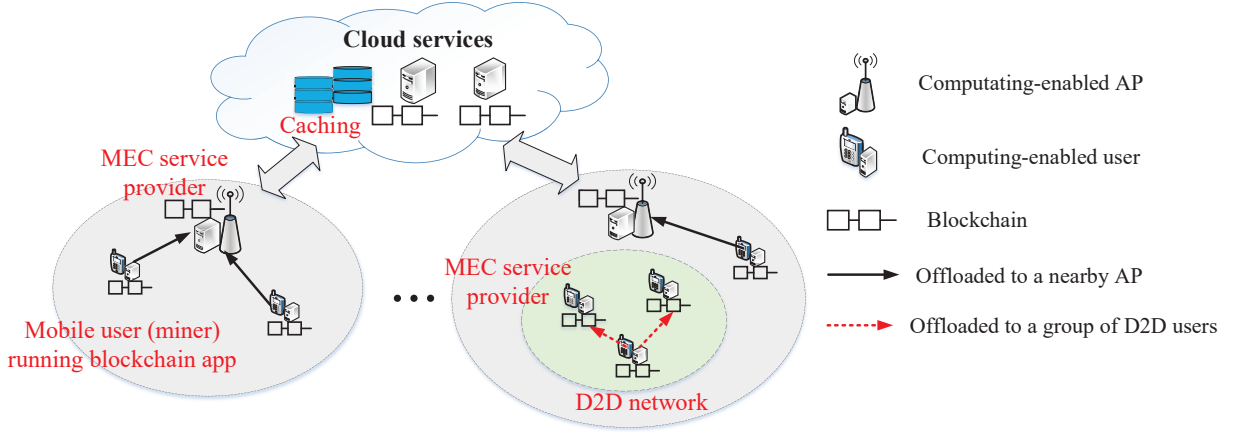 Cloud services
Caching
MEC service
provider
Mobile user (miner)
running blockchain app
• • •
MEC service
provider
D2D network
Computating-enabled AP
Computing-enabled user
Blockchain
Offloaded to a nearby AP
Offloaded to a group of D2D users